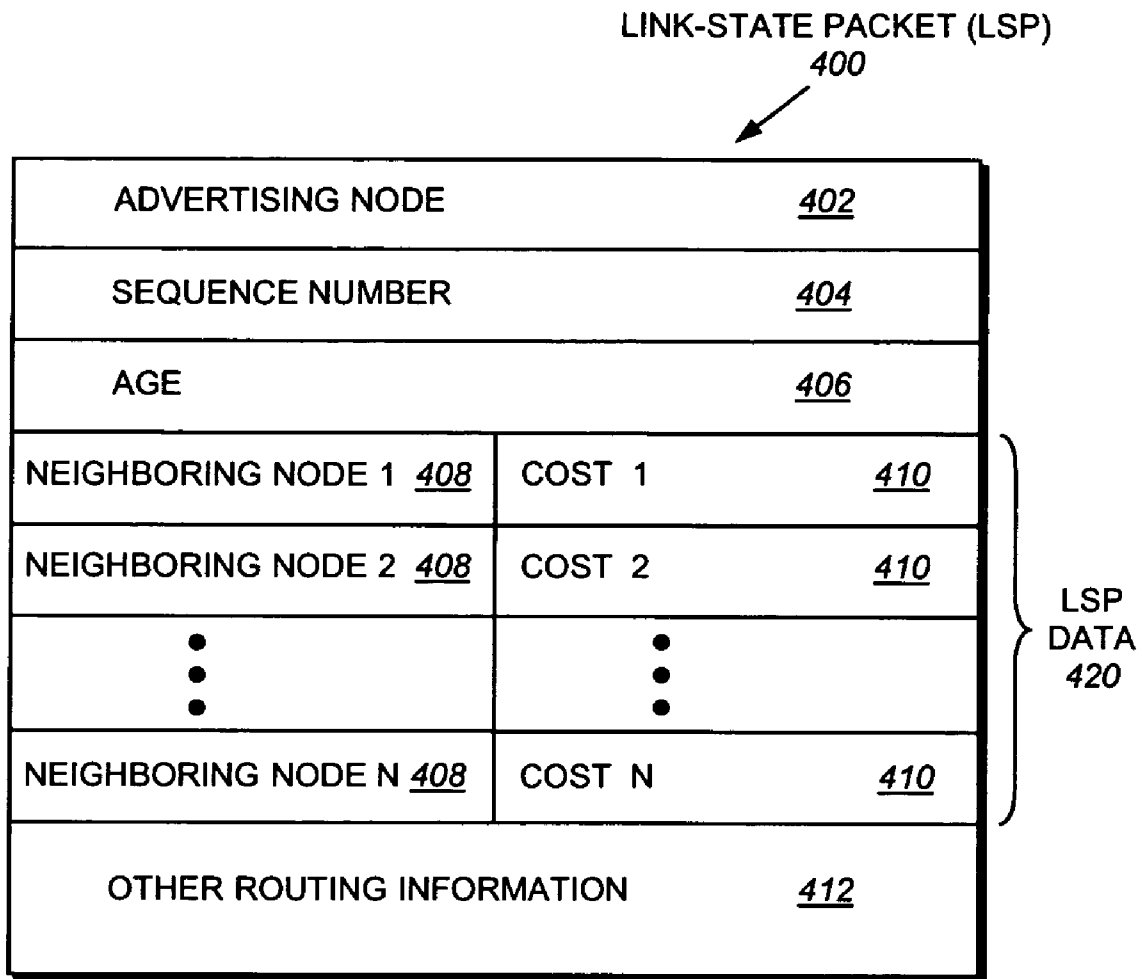 LINK-STATE PACKET (LSP)
400
ADVERTISING NODE 402
SEQUENCE NUMBER 404
AGE 406
NEIGHBORING NODE 1 408 COST 1 410
NEIGHBORING NODE 2 408 COST 2 410
NEIGHBORING NODE N 408 COST N 410
LSP
DATA
420
OTHER ROUTING INFORMATION 412